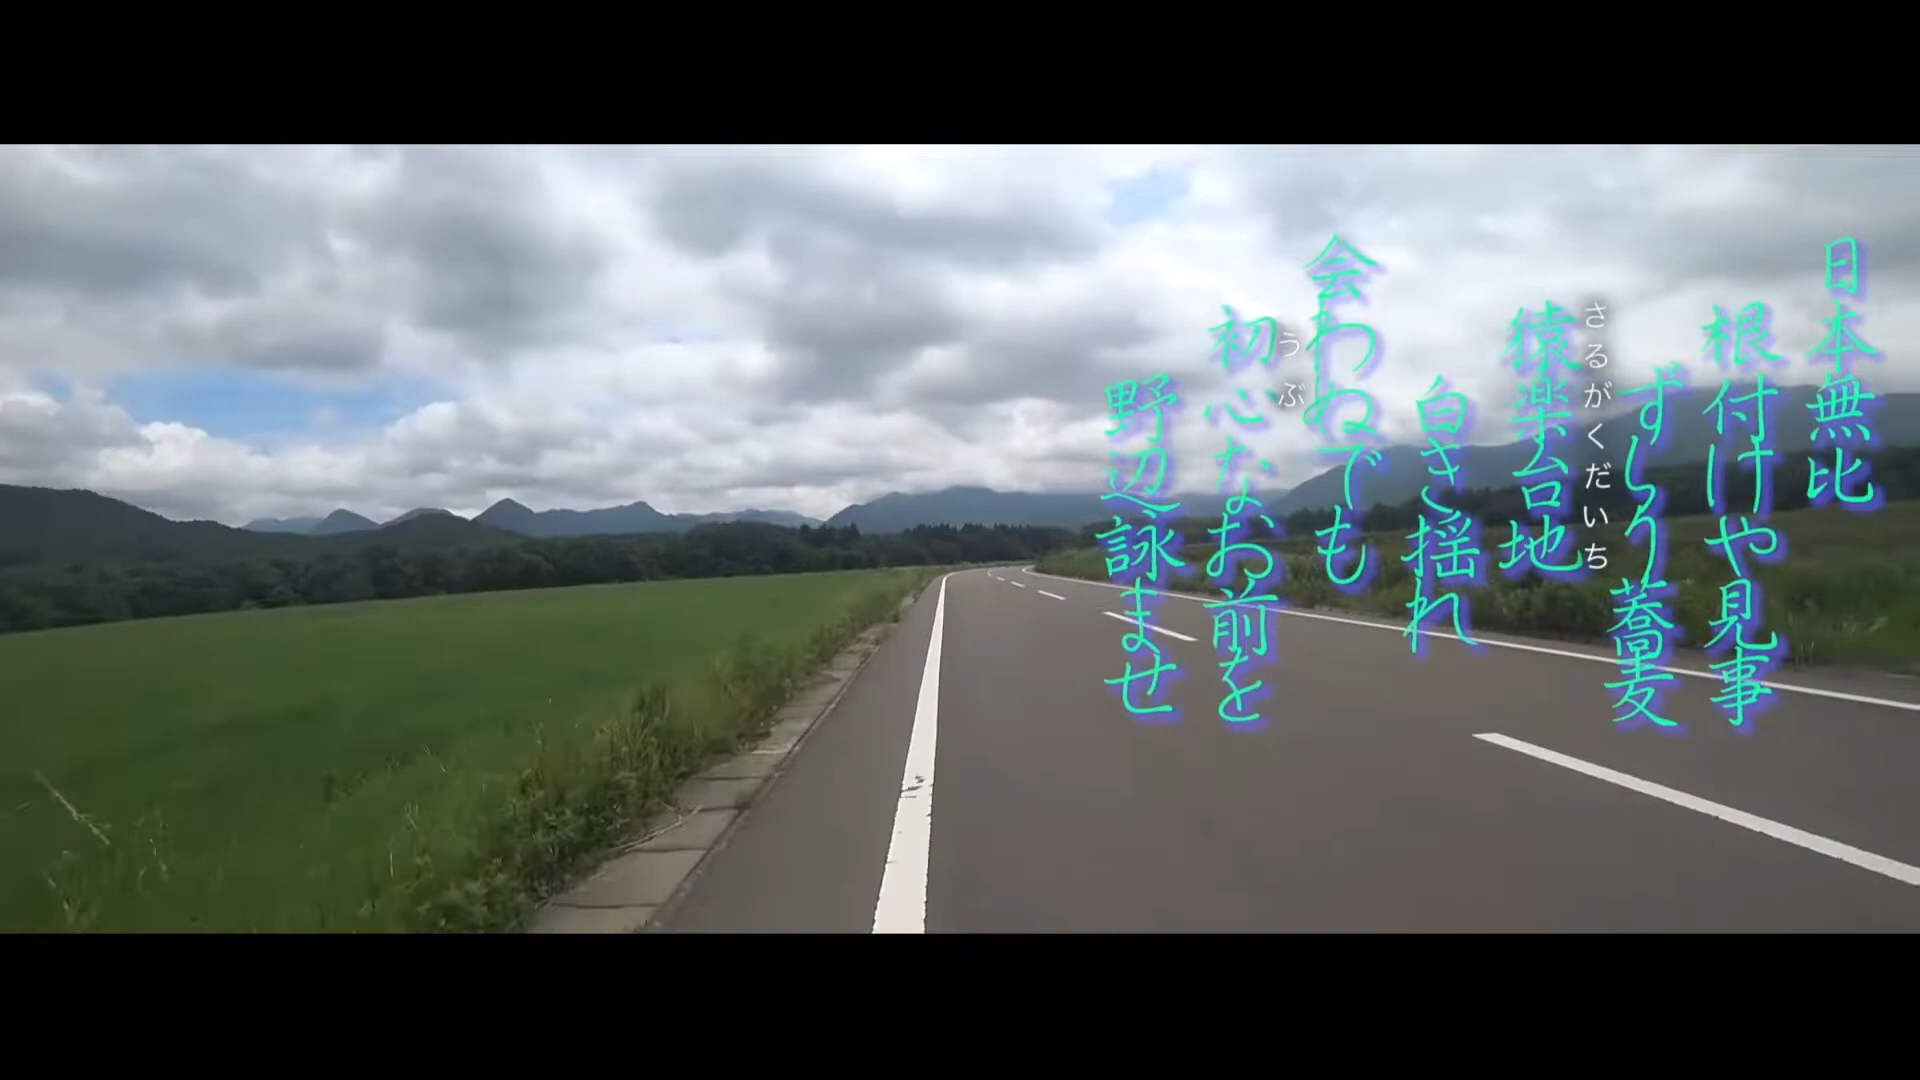 日本無比
根付けや見事
ずらり蕎麦
猿楽台地
さるがくだいち
白き揺れ
会わねでも
初心なお前を
うぶ
野辺詠ませ